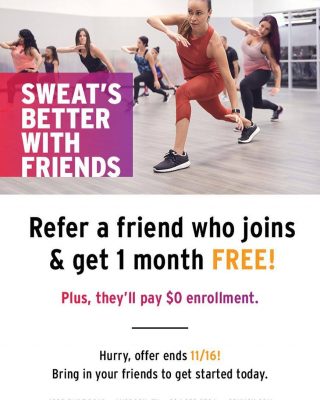 SWEAT'S
BETTER
WITH
FRIENDS
Refer a friend who joins
& get 1 month FREE!
Plus, they'll pay $0 enrollment.
Hurry, offer ends 11/16!
Bring in your friends to get started today.